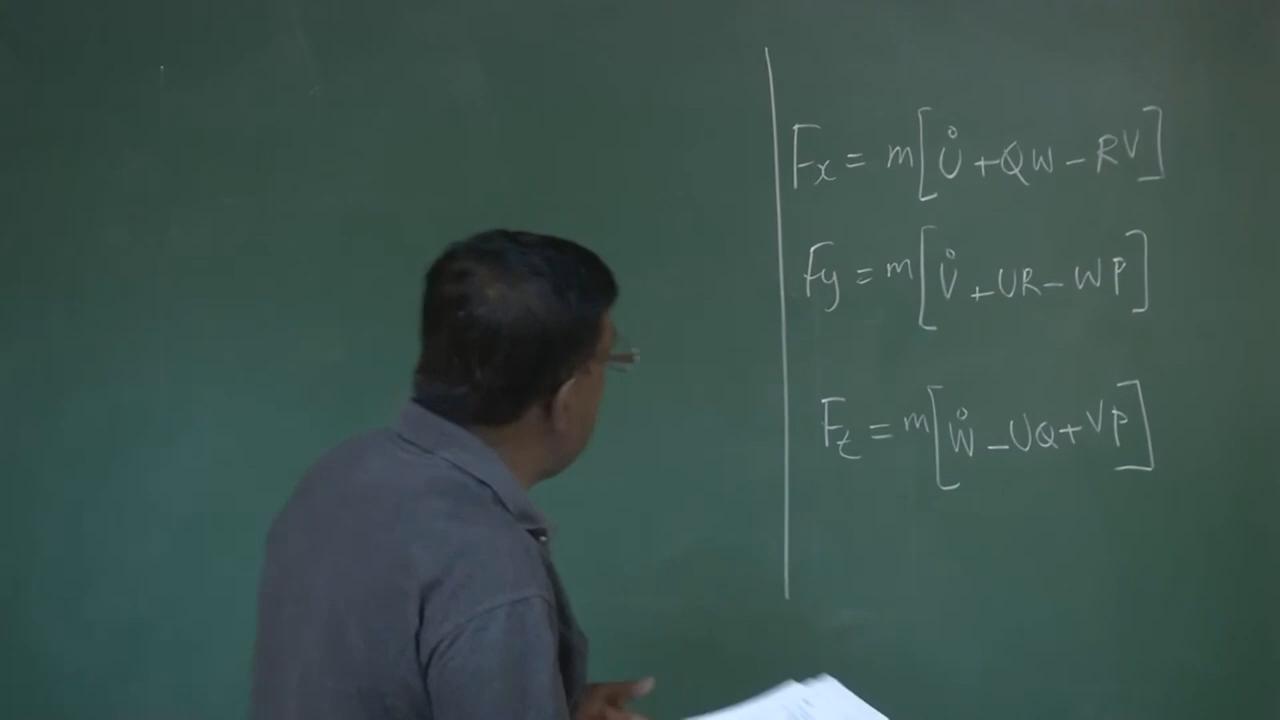 Fx = m[U̇ + QW - RV]
Fy = m[V̇ + UR - WP]
Fz = m[Ẇ - UQ + VP]